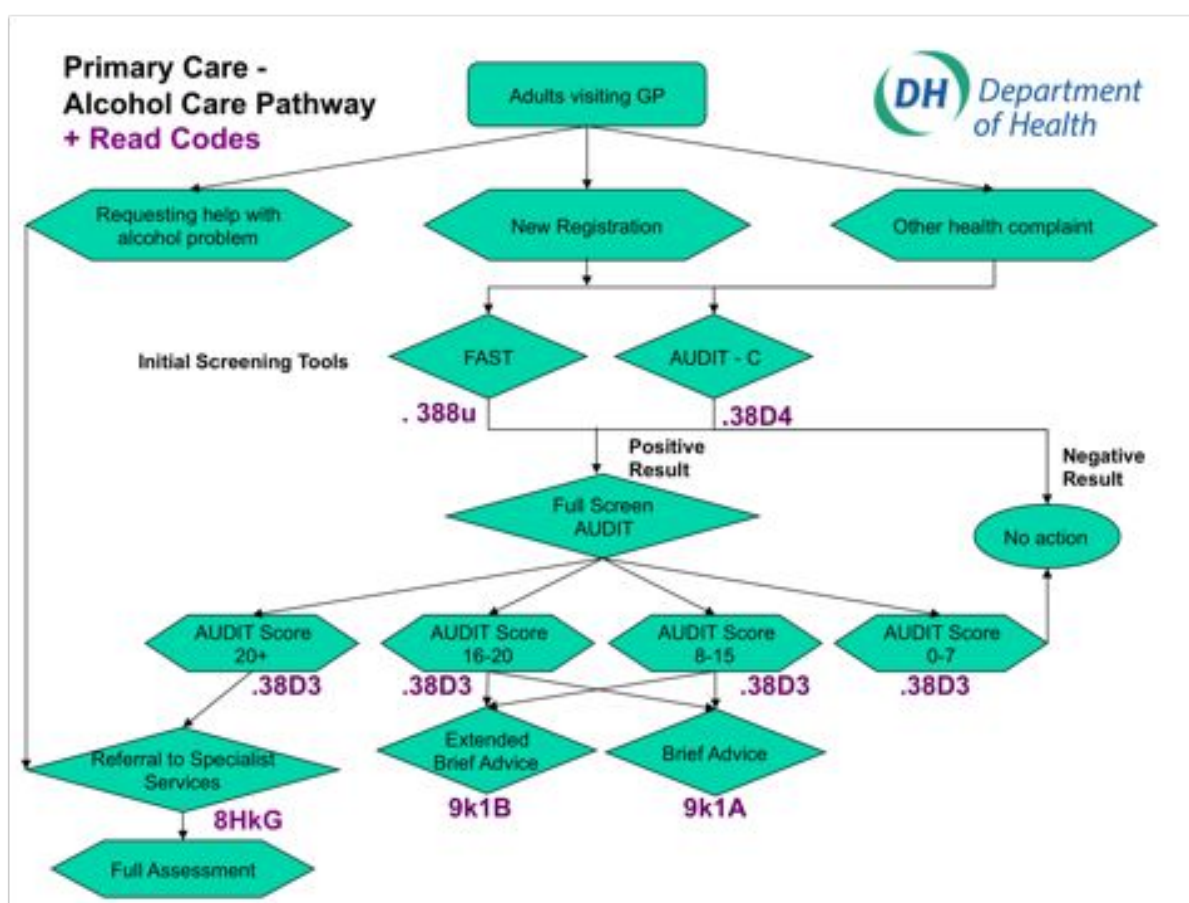 Primary Care -
Alcohol Care Pathway
+ Read Codes
Adults visiting GP
DH Department
of Health
Requesting help with
alcohol problem
New Registration
Other health complaint
Initial Screening Tools
FAST
AUDIT - C
. 388u
.38D4
Positive
Result
Negative
Result
Full Screen
AUDIT
No action
AUDIT Score
20+
AUDIT Score
16-20
AUDIT Score
8-15
AUDIT Score
0-7
.38D3
.38D3
.38D3
.38D3
Referral to Specialist
Services
Extended
Brief Advice
Brief Advice
8HkG
9k1B
9k1A
Full Assessment